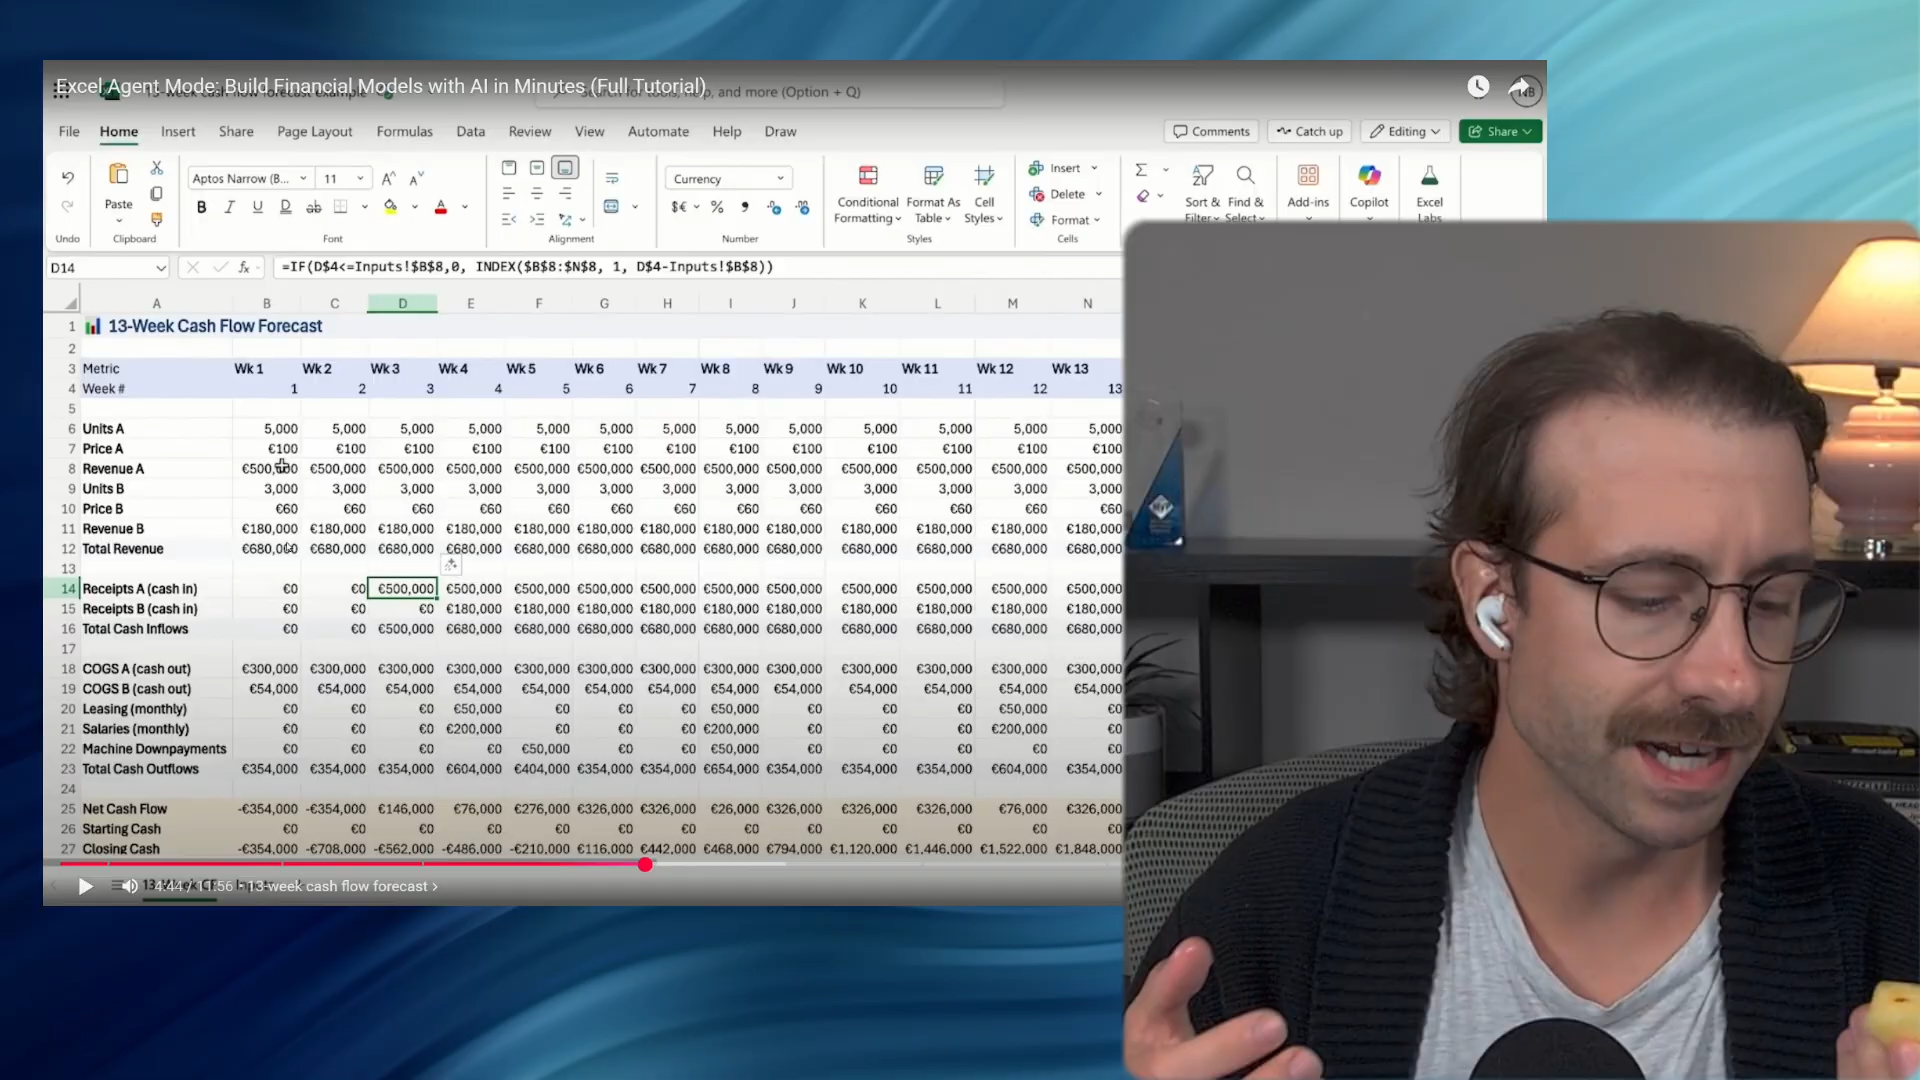 Excel Agent Mode: Build Financial Models with AI in Minutes (Full Tutorial)
13-week cash flow forecast example
Search for tools, help, and more (Option + Q)
NB
File Home Insert Share Page Layout Formulas Data Review View Automate Help Draw
Comments Catch up Editing Share
Aptos Narrow (B... 11 Currency
Paste
Conditional Formatting Format As Table Cell Styles
Insert
Delete
Format
Sort & Filter Find & Select Add-ins Copilot Excel Labs
Undo Clipboard Font Alignment Number Styles Cells
D14 fx =IF(D$4<=Inputs!$B$8,0, INDEX($B$8:$N$8, 1, D$4-Inputs!$B$8))
A B C D E F G H I J K L M N
1 13-Week Cash Flow Forecast
2
3 Metric Wk 1 Wk 2 Wk 3 Wk 4 Wk 5 Wk 6 Wk 7 Wk 8 Wk 9 Wk 10 Wk 11 Wk 12 Wk 13
4 Week # 1 2 3 4 5 6 7 8 9 10 11 12 13
5
6 Units A 5,000 5,000 5,000 5,000 5,000 5,000 5,000 5,000 5,000 5,000 5,000 5,000 5,000
7 Price A €100 €100 €100 €100 €100 €100 €100 €100 €100 €100 €100 €100 €100
8 Revenue A €500,000 €500,000 €500,000 €500,000 €500,000 €500,000 €500,000 €500,000 €500,000 €500,000 €500,000 €500,000 €500,000
9 Units B 3,000 3,000 3,000 3,000 3,000 3,000 3,000 3,000 3,000 3,000 3,000 3,000 3,000
10 Price B €60 €60 €60 €60 €60 €60 €60 €60 €60 €60 €60 €60 €60
11 Revenue B €180,000 €180,000 €180,000 €180,000 €180,000 €180,000 €180,000 €180,000 €180,000 €180,000 €180,000 €180,000 €180,000
12 Total Revenue €680,000 €680,000 €680,000 €680,000 €680,000 €680,000 €680,000 €680,000 €680,000 €680,000 €680,000 €680,000 €680,000
13
14 Receipts A (cash in) €0 €0 €500,000 €500,000 €500,000 €500,000 €500,000 €500,000 €500,000 €500,000 €500,000 €500,000 €500,000
15 Receipts B (cash in) €0 €0 €0 €180,000 €180,000 €180,000 €180,000 €180,000 €180,000 €180,000 €180,000 €180,000 €180,000
16 Total Cash Inflows €0 €0 €500,000 €680,000 €680,000 €680,000 €680,000 €680,000 €680,000 €680,000 €680,000 €680,000 €680,000
17
18 COGS A (cash out) €300,000 €300,000 €300,000 €300,000 €300,000 €300,000 €300,000 €300,000 €300,000 €300,000 €300,000 €300,000 €300,000
19 COGS B (cash out) €54,000 €54,000 €54,000 €54,000 €54,000 €54,000 €54,000 €54,000 €54,000 €54,000 €54,000 €54,000 €54,000
20 Leasing (monthly) €0 €0 €0 €50,000 €0 €0 €0 €50,000 €0 €0 €0 €50,000 €0
21 Salaries (monthly) €0 €0 €0 €200,000 €0 €0 €0 €200,000 €0 €0 €0 €200,000 €0
22 Machine Downpayments €0 €0 €0 €0 €50,000 €0 €0 €50,000 €0 €0 €0 €0 €0
23 Total Cash Outflows €354,000 €354,000 €354,000 €604,000 €404,000 €354,000 €354,000 €654,000 €354,000 €354,000 €354,000 €604,000 €354,000
24
25 Net Cash Flow -€354,000 -€354,000 €146,000 €76,000 €276,000 €326,000 €326,000 €26,000 €326,000 €326,000 €326,000 €76,000 €326,000
26 Starting Cash €0 €0 €0 €0 €0 €0 €0 €0 €0 €0 €0 €0 €0
27 Closing Cash -€354,000 -€708,000 -€562,000 -€486,000 -€210,000 €116,000 €442,000 €468,000 €794,000 €1,120,000 €1,446,000 €1,522,000 €1,848,000
4:44 / 11:56 • 13-week cash flow forecast ›